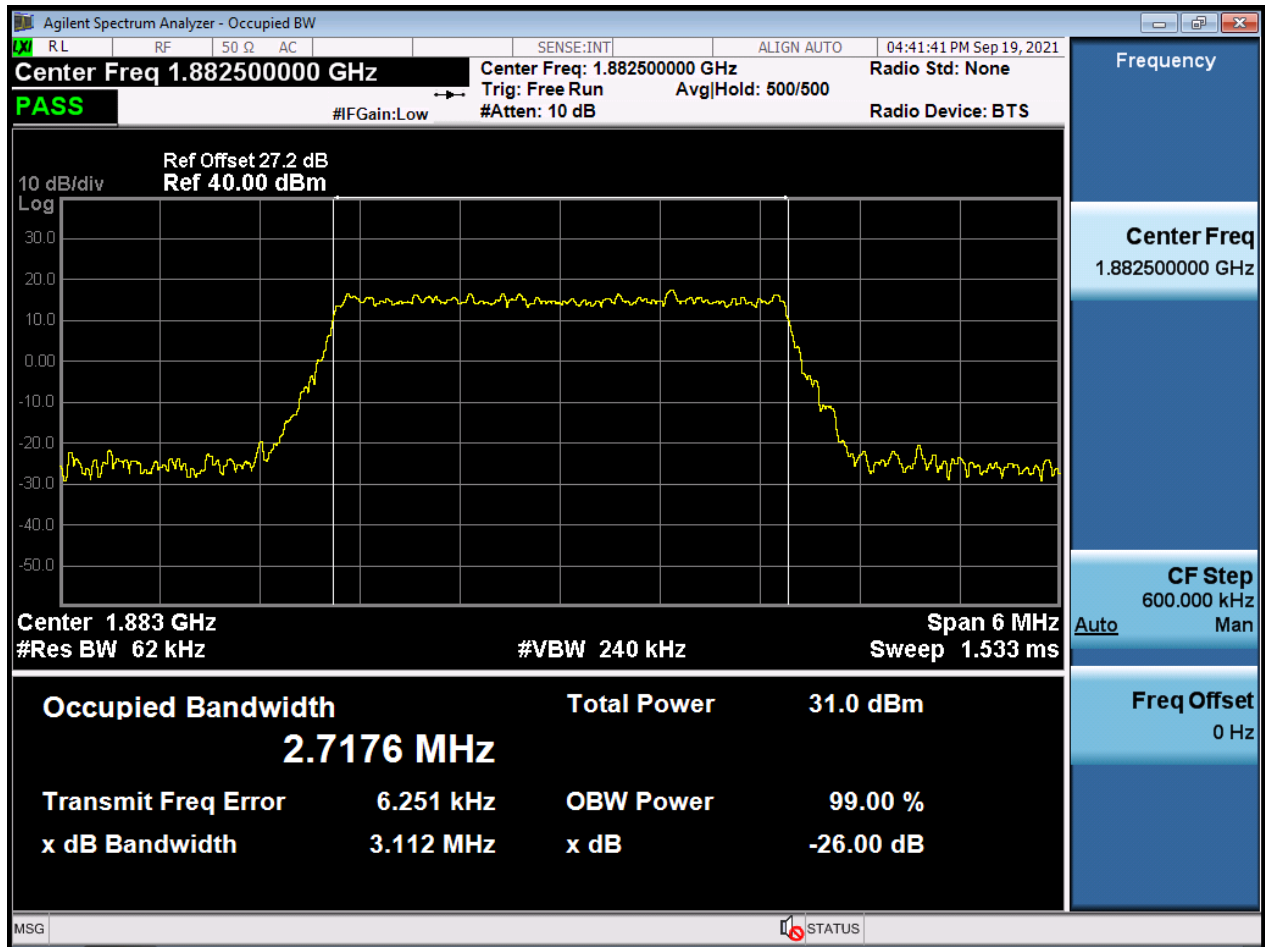 Agilent Spectrum Analyzer - Occupied BW
LXI RL RF 50 Ω AC SENSE:INT ALIGN AUTO 04:41:41 PM Sep 19, 2021
Center Freq 1.882500000 GHz
Center Freq: 1.882500000 GHz Radio Std: None
Trig: Free Run Avg|Hold: 500/500
PASS
#IFGain:Low #Atten: 10 dB Radio Device: BTS
Ref Offset 27.2 dB
10 dB/div Ref 40.00 dBm
Log
30.0
20.0
10.0
0.00
-10.0
-20.0
-30.0
-40.0
-50.0
Center 1.883 GHz Span 6 MHz
#Res BW 62 kHz #VBW 240 kHz Sweep 1.533 ms
Occupied Bandwidth Total Power 31.0 dBm
2.7176 MHz
Transmit Freq Error 6.251 kHz OBW Power 99.00 %
x dB Bandwidth 3.112 MHz x dB -26.00 dB
MSG STATUS
Frequency
Center Freq
1.882500000 GHz
CF Step
600.000 kHz
Auto Man
Freq Offset
0 Hz